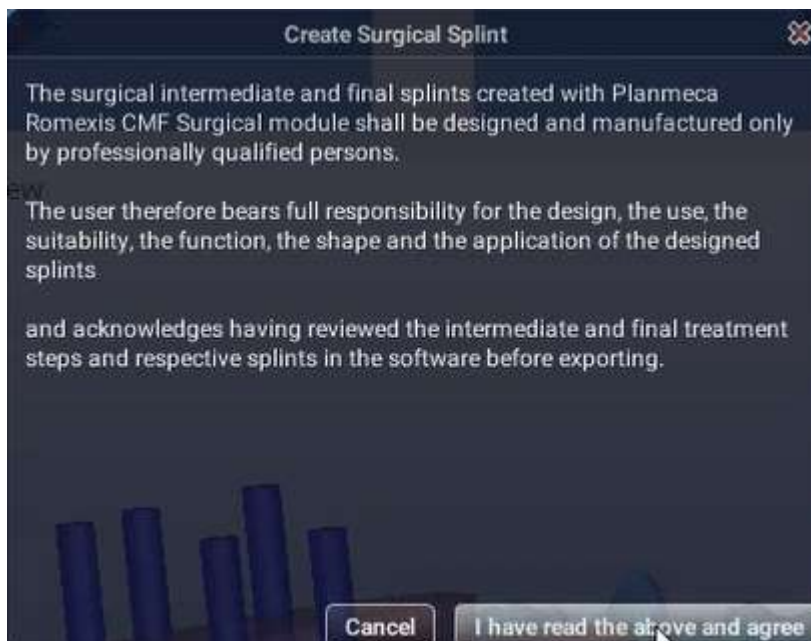 Create Surgical Splint
The surgical intermediate and final splints created with Planmeca
Romexis CMF Surgical module shall be designed and manufactured only
by professionally qualified persons.
ew
The user therefore bears full responsibility for the design, the use, the
suitability, the function, the shape and the application of the designed
splints
and acknowledges having reviewed the intermediate and final treatment
steps and respective splints in the software before exporting.
Cancel
I have read the above and agree